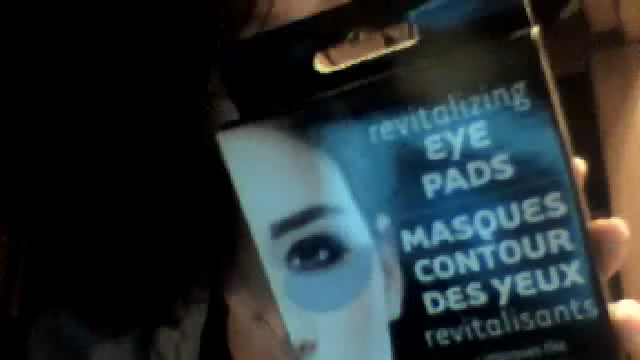 revitalizing
EYE
PADS
MASQUES
CONTOUR
DES YEUX
revitalisants